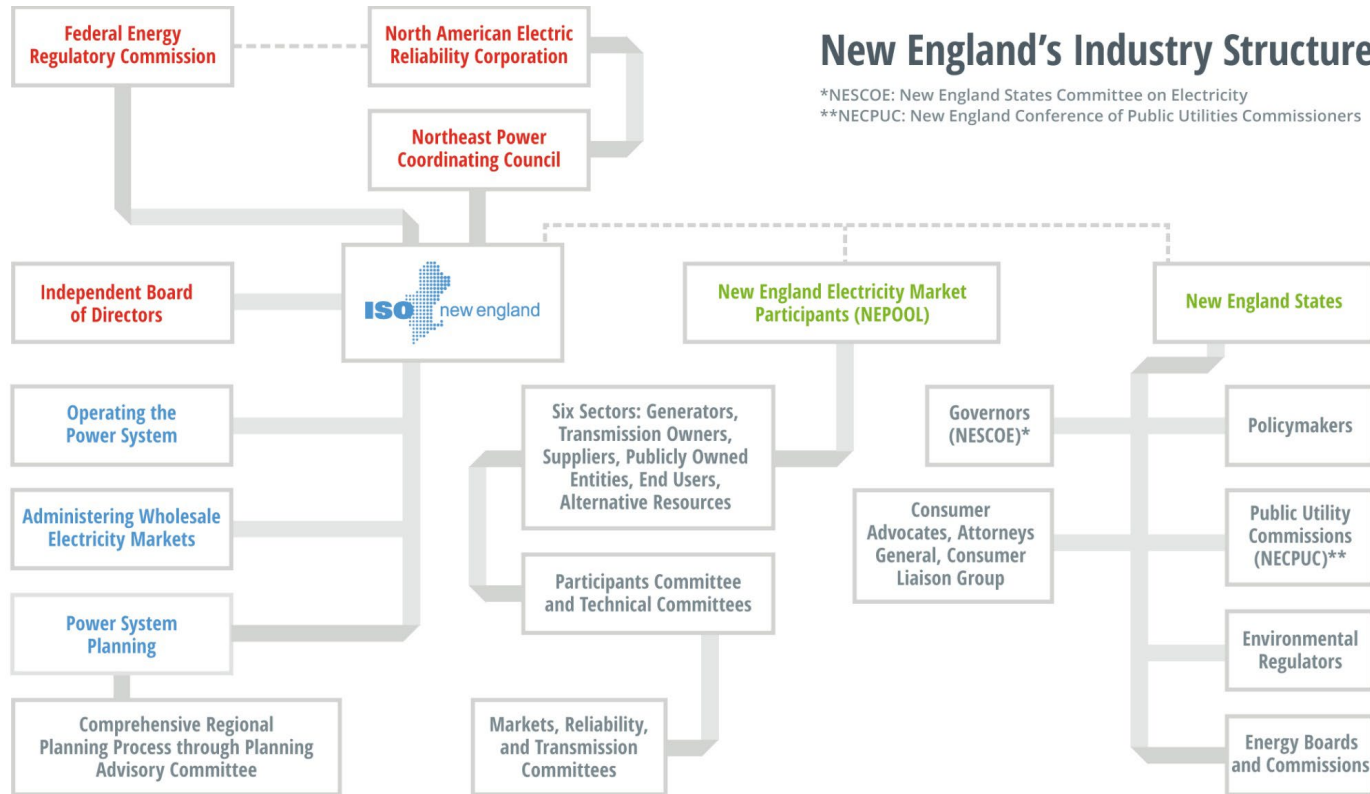 New England's Industry Structure
*NESCOE: New England States Committee on Electricity
**NECPUC: New England Conference of Public Utilities Commissioners
Federal Energy
Regulatory Commission
North American Electric
Reliability Corporation
Northeast Power
Coordinating Council
Independent Board
of Directors
ISO new england
New England Electricity Market
Participants (NEPOOL)
New England States
Operating the
Power System
Administering Wholesale
Electricity Markets
Power System
Planning
Comprehensive Regional
Planning Process through Planning
Advisory Committee
Six Sectors: Generators,
Transmission Owners,
Suppliers, Publicly Owned
Entities, End Users,
Alternative Resources
Participants Committee
and Technical Committees
Markets, Reliability,
and Transmission
Committees
Governors
(NESCOE)*
Policymakers
Consumer
Advocates, Attorneys
General, Consumer
Liaison Group
Public Utility
Commissions
(NECPUC)**
Environmental
Regulators
Energy Boards
and Commissions